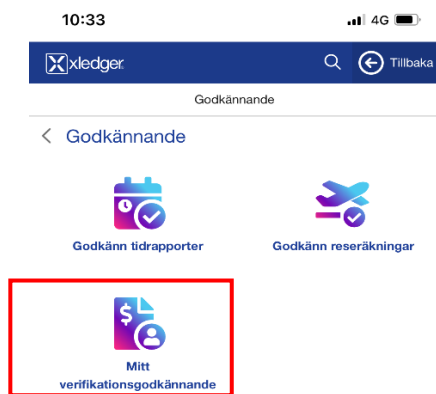 10:33 4G
xledger Tillbaka
Godkännande
Godkännande
Godkänn tidrapporter Godkänn reseräkningar
$
Mitt
verifikationsgodkännande